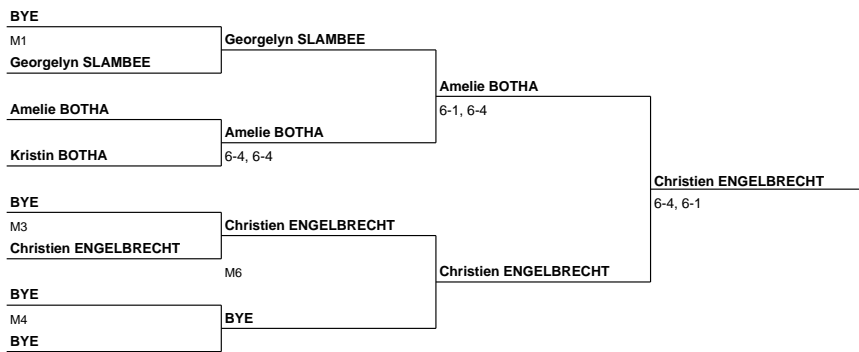 BYE
M1
Georgelyn SLAMBEE
Georgelyn SLAMBEE
Amelie BOTHA
Kristin BOTHA
Amelie BOTHA
6-4, 6-4
Amelie BOTHA
6-1, 6-4
BYE
M3
Christien ENGELBRECHT
Christien ENGELBRECHT
M6
BYE
M4
BYE
BYE
Christien ENGELBRECHT
Christien ENGELBRECHT
6-4, 6-1